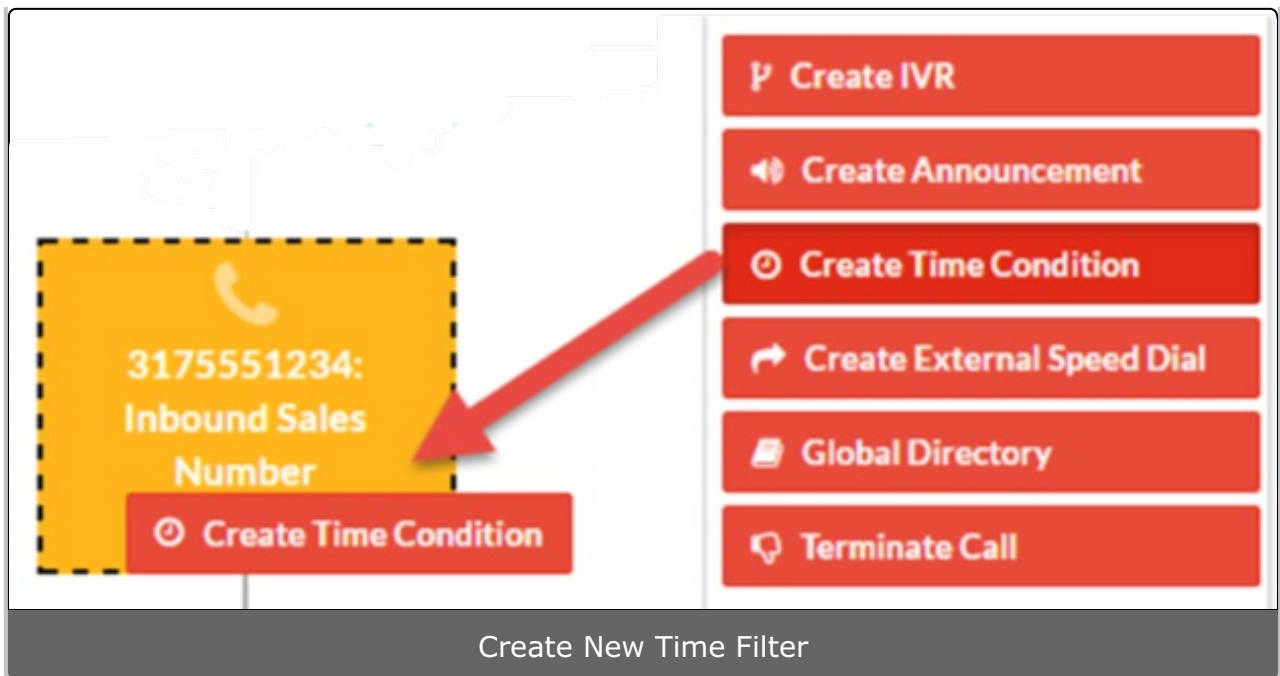 Create IVR
Create Announcement
Create Time Condition
Create External Speed Dial
Global Directory
Terminate Call
3175551234:
Inbound Sales
Number
Create Time Condition
Create New Time Filter